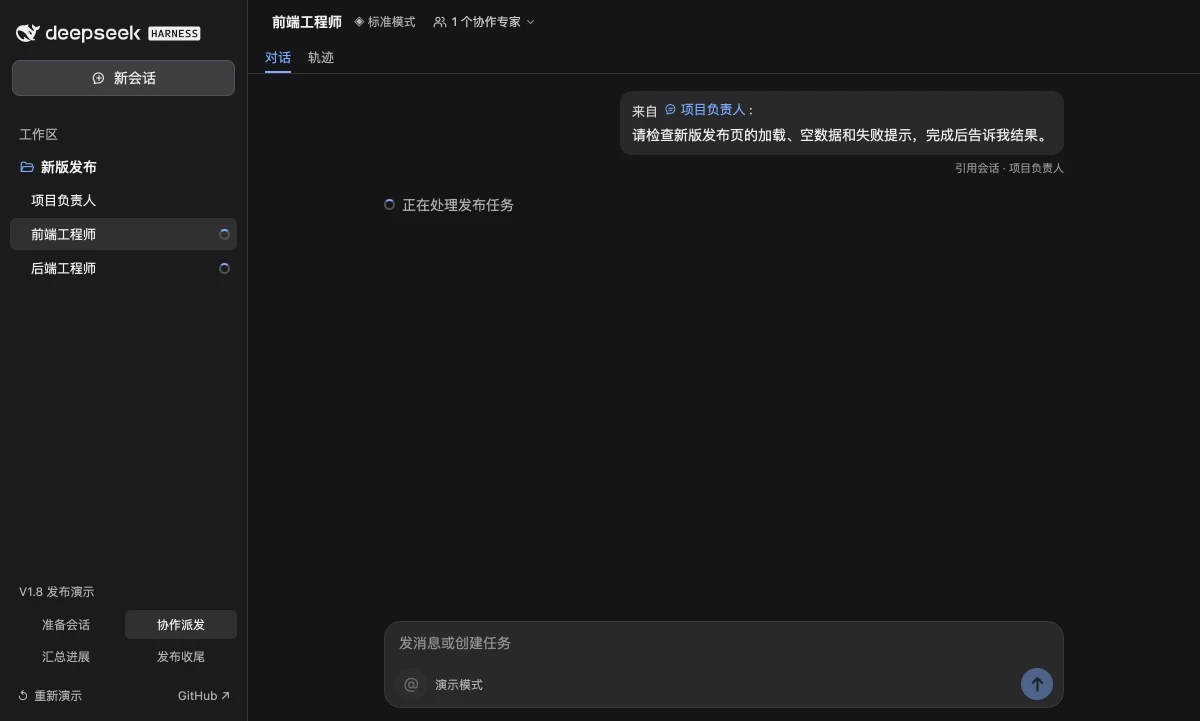 deepseek HARNESS
新会话
工作区
新版发布
项目负责人
前端工程师
后端工程师
V1.8 发布演示
准备会话 协作派发
汇总进展 发布收尾
重新演示 GitHub
前端工程师 标准模式 1 个协作专家
对话 轨迹
来自 项目负责人：
请检查新版发布页的加载、空数据和失败提示，完成后告诉我结果。
引用会话 · 项目负责人
正在处理发布任务
发消息或创建任务
@ 演示模式